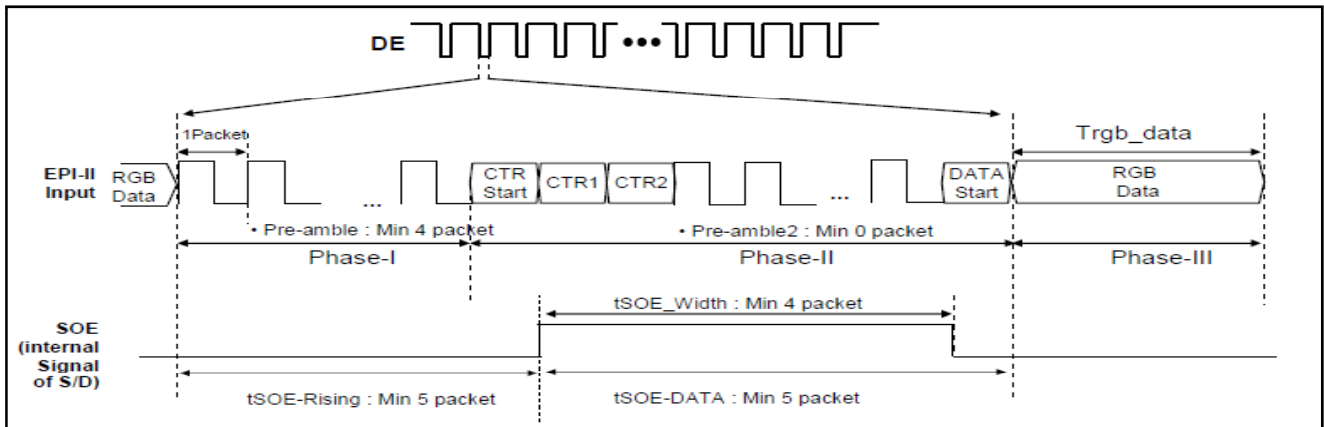 DE
1Packet
Trgb_data
EPI-II
Input
RGB
Data
...
CTR
Start
CTR1
CTR2
...
DATA
Start
RGB
Data
• Pre-amble : Min 4 packet
• Pre-amble2 : Min 0 packet
Phase-I
Phase-II
Phase-III
tSOE_Width : Min 4 packet
SOE
(internal
Signal
of S/D)
tSOE-Rising : Min 5 packet
tSOE-DATA : Min 5 packet